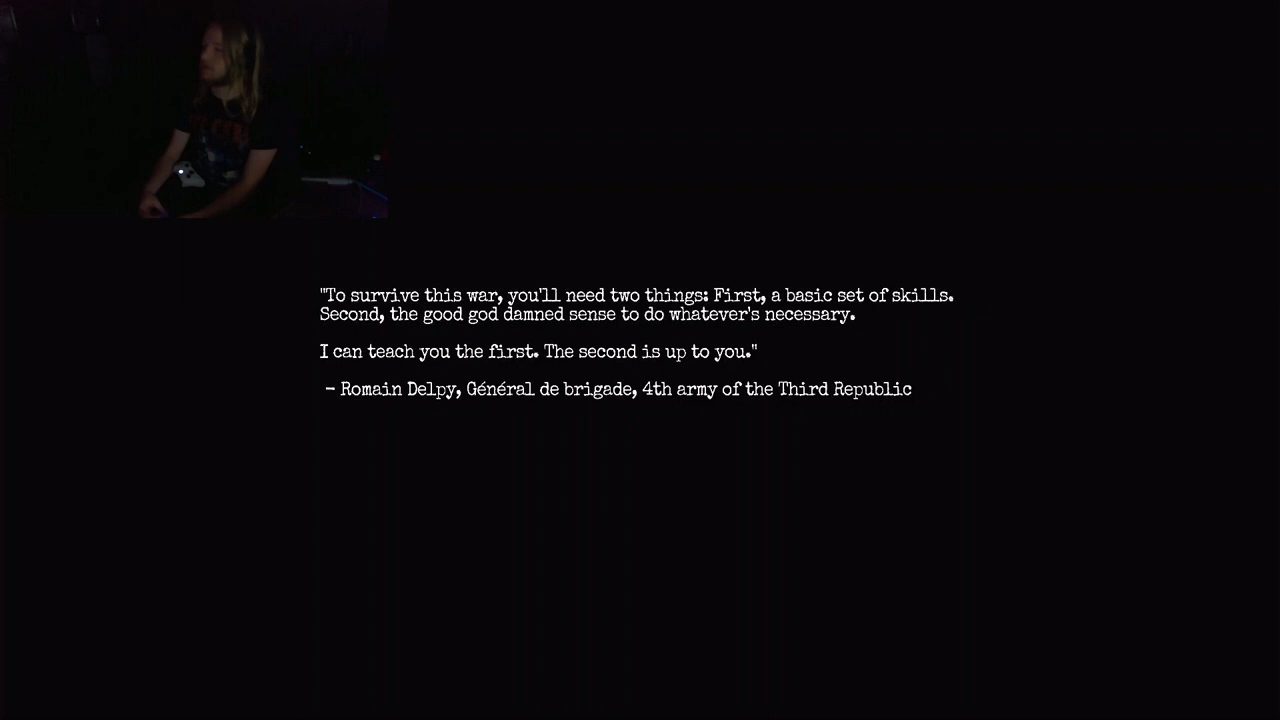 "To survive this war, you'll need two things: First, a basic set of skills.
Second, the good god damned sense to do whatever's necessary.
I can teach you the first. The second is up to you."
– Romain Delpy, Général de brigade, 4th army of the Third Republic